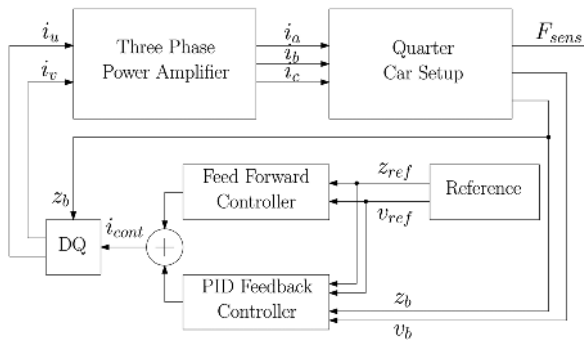 i_u
i_v
Three Phase
Power Amplifier
i_a
i_b
i_c
Quarter
Car Setup
F_sens
z_b
Feed Forward
Controller
z_ref
v_ref
Reference
DQ
i_cont
+
PID Feedback
Controller
z_b
v_b